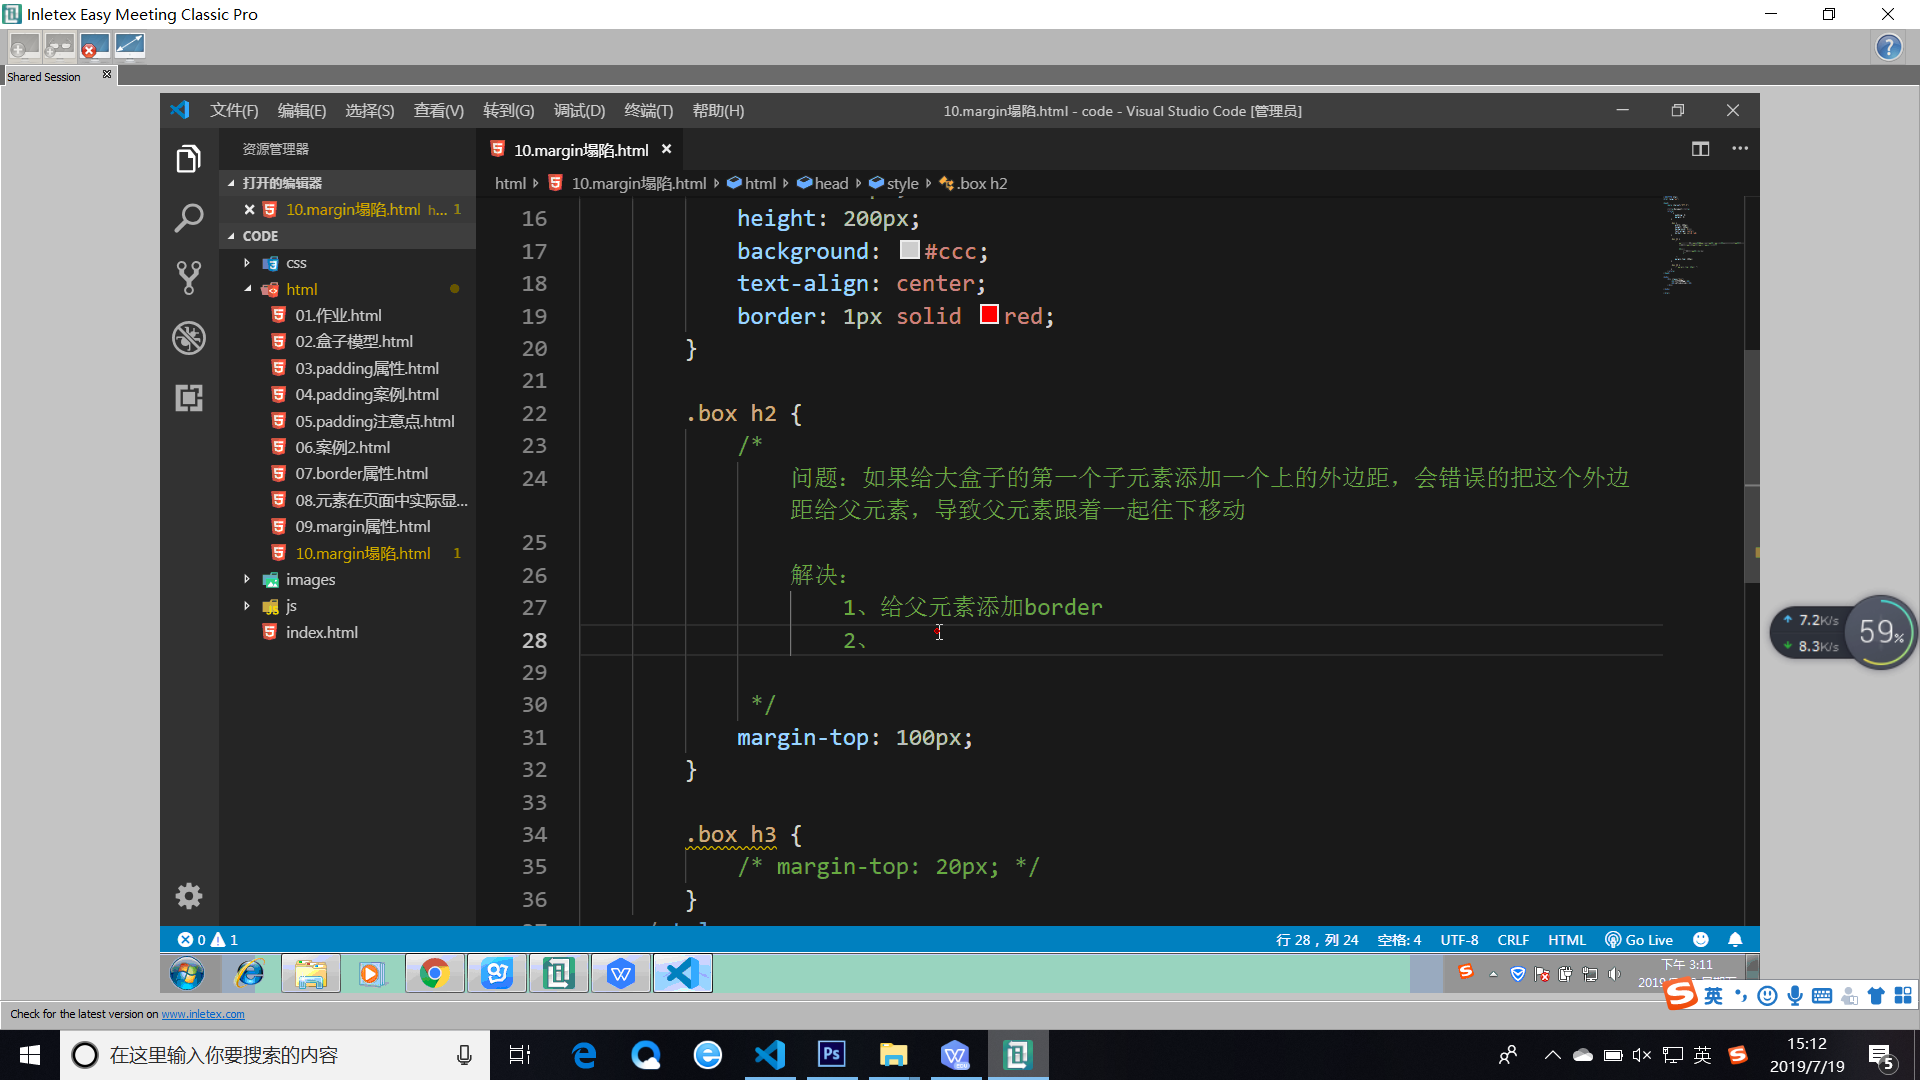 Inletex Easy Meeting Classic Pro
Shared Session
文件(F) 编辑(E) 选择(S) 查看(V) 转到(G) 调试(D) 终端(T) 帮助(H)
10.margin塌陷.html - code - Visual Studio Code [管理员]
资源管理器
10.margin塌陷.html
打开的编辑器
html 10.margin塌陷.html html head style .box h2
10.margin塌陷.html h... 1
CODE
css
html
01.作业.html
02.盒子模型.html
03.padding属性.html
04.padding案例.html
05.padding注意点.html
06.案例2.html
07.border属性.html
08.元素在页面中实际显...
09.margin属性.html
10.margin塌陷.html 1
images
js
index.html
16 height: 200px;
17 background: #ccc;
18 text-align: center;
19 border: 1px solid red;
20 }
21
22 .box h2 {
23 /*
24 问题：如果给大盒子的第一个子元素添加一个上的外边距，会错误的把这个外边
距给父元素，导致父元素跟着一起往下移动
25
26 解决：
27 1、给父元素添加border
28 2、
29
30 */
31 margin-top: 100px;
32 }
33
34 .box h3 {
35 /* margin-top: 20px; */
36 }
7.2K/s
8.3K/s
59%
0 1
行 28，列 24 空格: 4 UTF-8 CRLF HTML Go Live
下午 3:11
英
Check for the latest version on www.inletex.com
在这里输入你要搜索的内容
Ps
英
15:12
2019/7/19
5